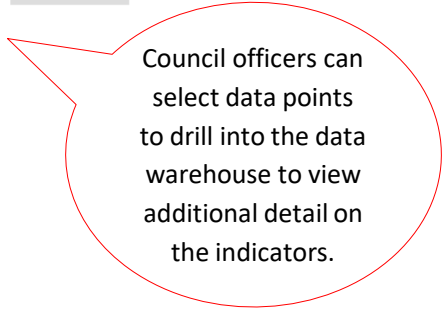 Council officers can
select data points
to drill into the data
warehouse to view
additional detail on
the indicators.